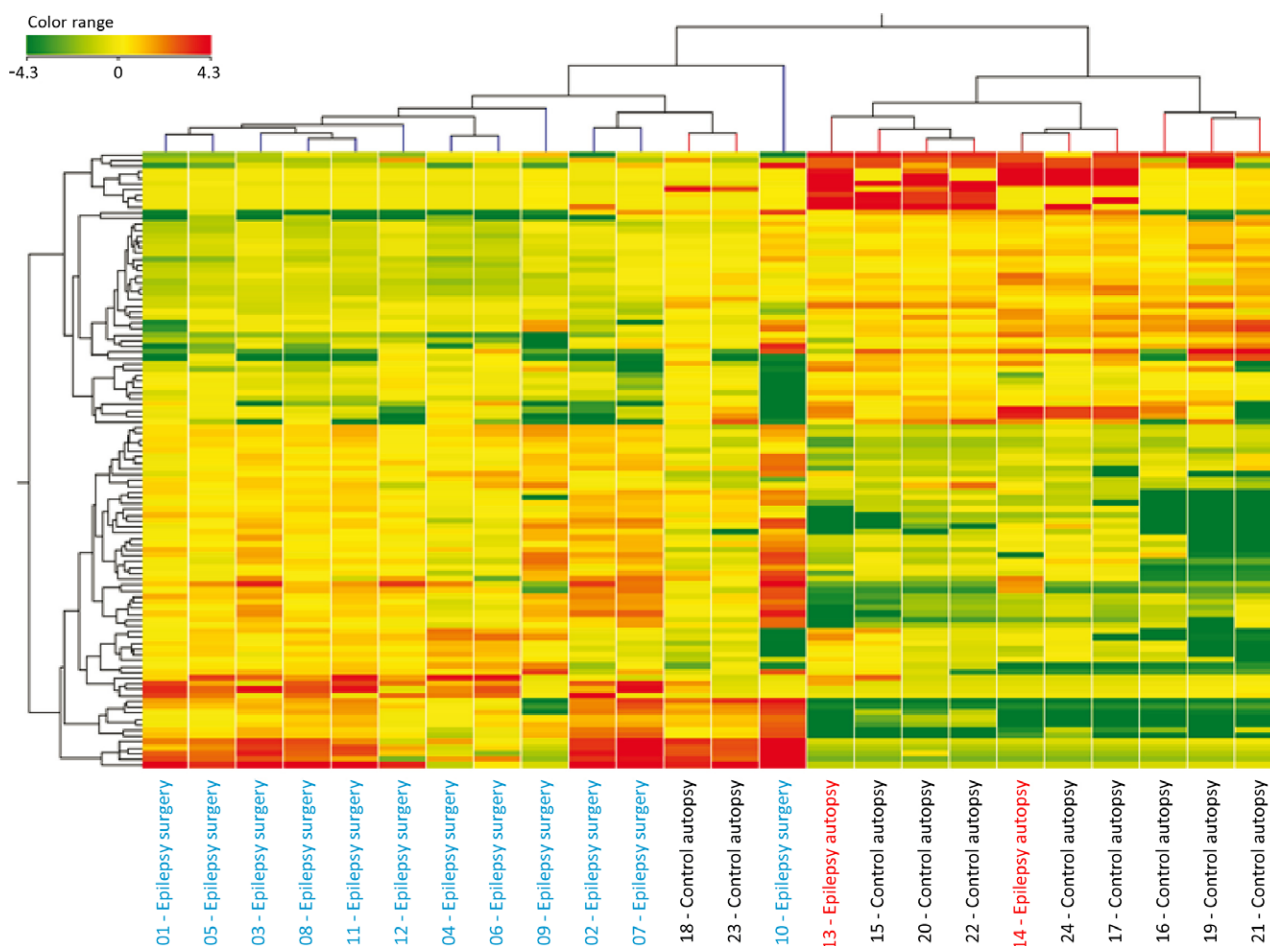 Color range
−4.3 0 4.3
01 - Epilepsy surgery
05 - Epilepsy surgery
03 - Epilepsy surgery
08 - Epilepsy surgery
11 - Epilepsy surgery
12 - Epilepsy surgery
04 - Epilepsy surgery
06 - Epilepsy surgery
09 - Epilepsy surgery
02 - Epilepsy surgery
07 - Epilepsy surgery
18 - Control autopsy
23 - Control autopsy
10 - Epilepsy surgery
13 - Epilepsy autopsy
15 - Control autopsy
20 - Control autopsy
22 - Control autopsy
14 - Epilepsy autopsy
24 - Control autopsy
17 - Control autopsy
16 - Control autopsy
19 - Control autopsy
21 - Control autopsy